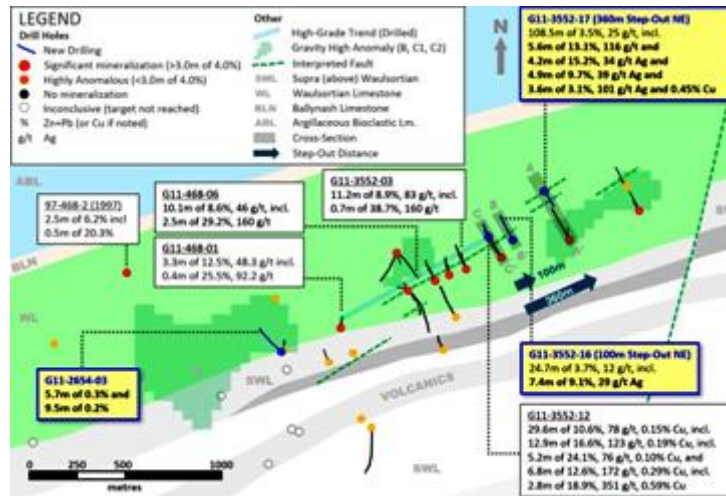 LEGEND
Drill Holes
New Drilling
Significant mineralization (>3.0m of 4.0%)
Highly Anomalous (<3.0m of 4.0%)
No mineralization
Inconclusive (target not reached)
% Zn+Pb (or Cu if noted)
g/t Ag
Other
High-Grade Trend (Drilled)
Gravity High Anomaly (B, C1, C2)
Interpreted Fault
SWL Supra (above) Waulsortian
WL Waulsortian Limestone
BLN Ballynash Limestone
ABL Argillaceous Bioclastic Lm.
Cross-Section
Step-Out Distance
N
G11-3552-17 (360m Step-Out NE)
108.5m of 3.5%, 25 g/t, incl.
5.6m of 13.1%, 116 g/t and
4.2m of 15.2%, 34 g/t Ag and
4.9m of 9.7%, 39 g/t Ag and
3.6m of 3.1%, 101 g/t Ag and 0.45% Cu
ABL
97-468-2 (1997)
2.5m of 6.2% incl
0.5m of 20.3%
G11-468-06
10.1m of 8.6%, 46 g/t, incl.
2.5m of 29.2%, 160 g/t
G11-3552-03
11.2m of 8.9%, 83 g/t, incl.
0.7m of 38.7%, 160 g/t
G11-468-01
3.3m of 12.5%, 48.3 g/t incl.
0.4m of 25.5%, 92.2 g/t
A
A'
B
B'
C
C'
BLN
WL
100m
360m
G11-2654-03
5.7m of 0.3% and
9.5m of 0.2%
SWL
VOLCANICS
SWL
G11-3552-16 (100m Step-Out NE)
24.7m of 3.7%, 12 g/t, incl.
7.4m of 9.1%, 29 g/t Ag
G11-3552-12
29.6m of 10.6%, 78 g/t, 0.15% Cu, incl.
12.9m of 16.6%, 123 g/t, 0.19% Cu, incl.
5.2m of 24.1%, 76 g/t, 0.10% Cu, and
6.8m of 12.6%, 172 g/t, 0.29% Cu, incl.
2.8m of 18.9%, 351 g/t, 0.59% Cu
0 500 1000
metres